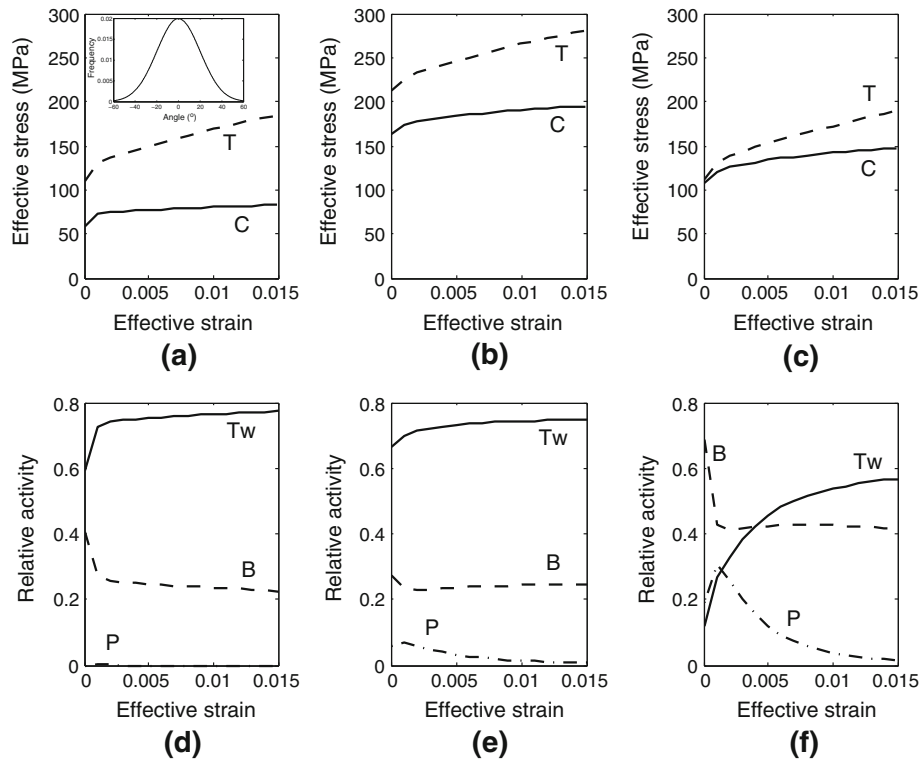 300
250
200
150
100
50
0
0
0.005
0.01
0.015
Effective stress (MPa)
Effective strain
T
C
0.02
0.015
0.01
0.005
0
-60
-40
-20
0
20
40
60
Frequency
Angle (°)
(a)
300
250
200
150
100
50
0
0
0.005
0.01
0.015
Effective stress (MPa)
Effective strain
T
C
(b)
300
250
200
150
100
50
0
0
0.005
0.01
0.015
Effective stress (MPa)
Effective strain
T
C
(c)
0.8
0.6
0.4
0.2
0
0
0.005
0.01
0.015
Relative activity
Effective strain
Tw
B
P
(d)
0.8
0.6
0.4
0.2
0
0
0.005
0.01
0.015
Relative activity
Effective strain
Tw
B
P
(e)
0.8
0.6
0.4
0.2
0
0
0.005
0.01
0.015
Relative activity
Effective strain
B
Tw
P
(f)